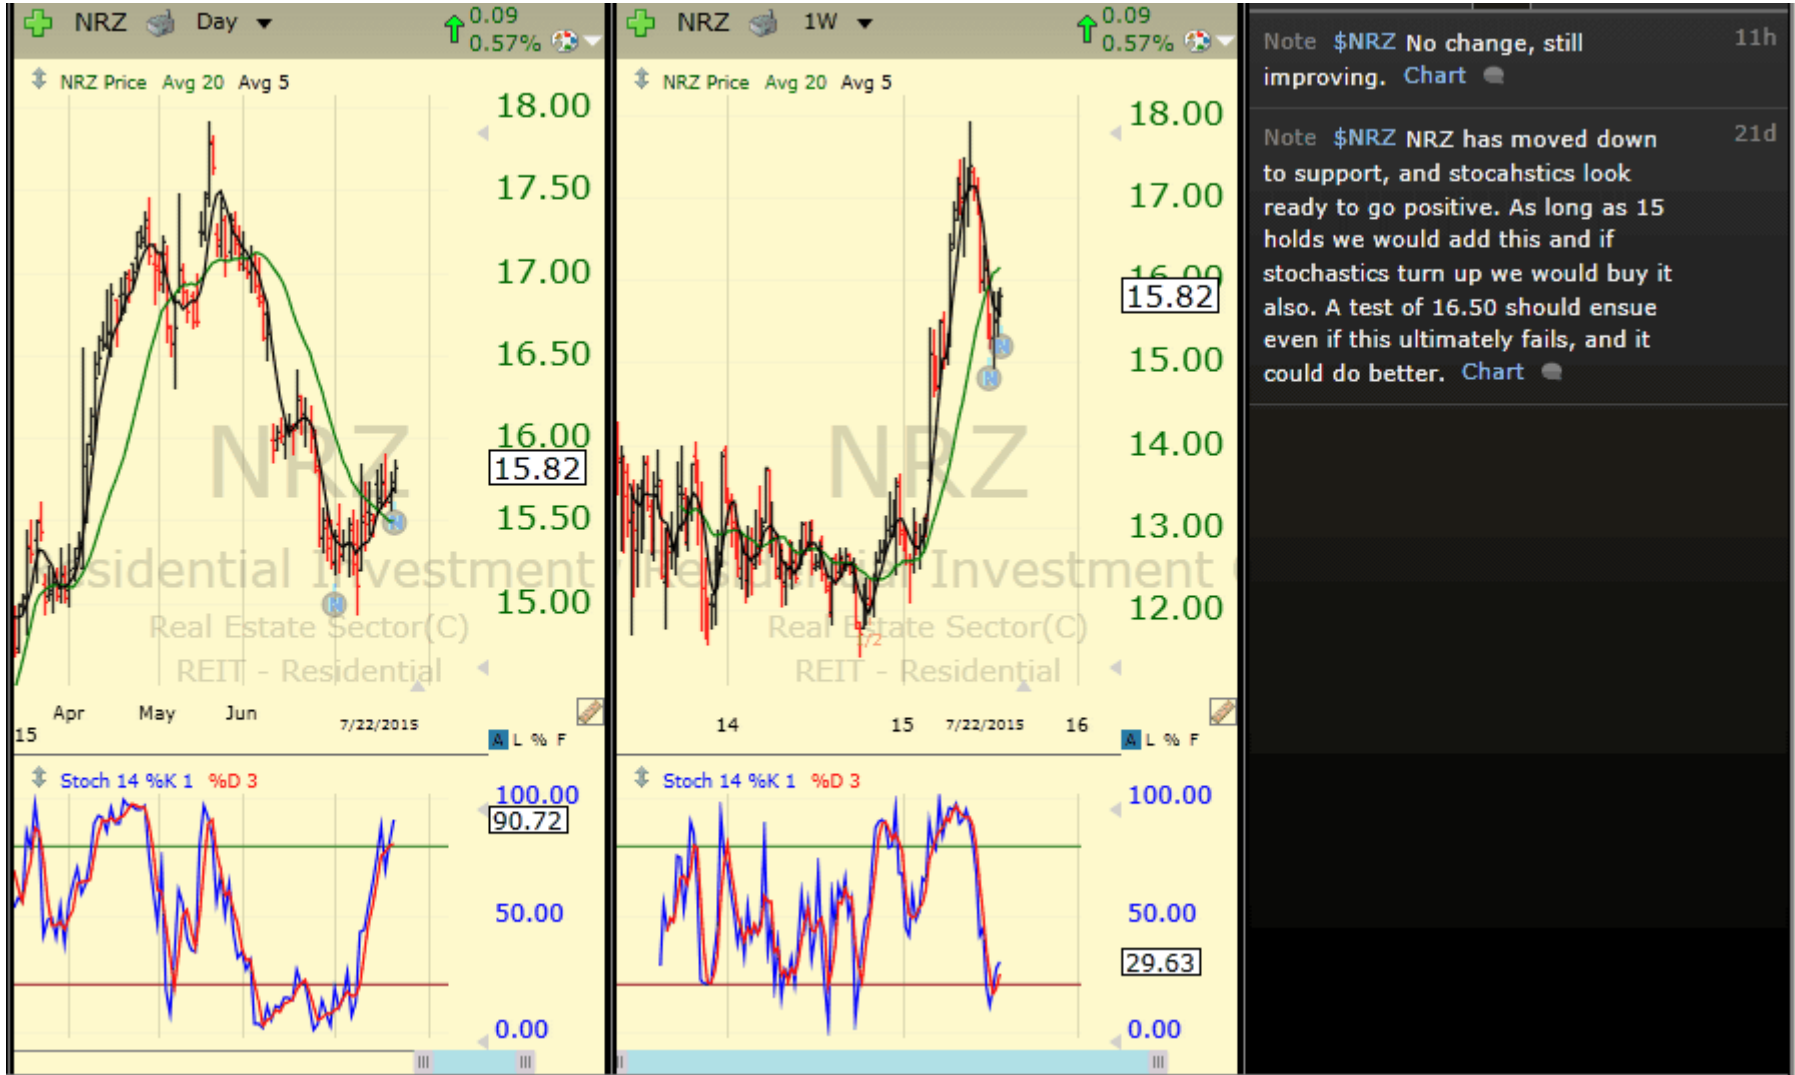 NRZ Day 0.09
0.57%
NRZ Price Avg 20 Avg 5
18.00
17.50
17.00
16.50
16.00
15.82
15.50
15.00
NRZ
esidential Investment
Real Estate Sector(C)
REIT - Residential
Apr May Jun 7/22/2015
15
A L % F
Stoch 14 %K 1 %D 3
100.00
90.72
50.00
0.00
NRZ 1W 0.09
0.57%
NRZ Price Avg 20 Avg 5
18.00
17.00
16.00
15.82
15.00
14.00
13.00
12.00
NRZ
Residential Investment
Real Estate Sector(C)
REIT - Residential
14 15 7/22/2015 16
A L % F
Stoch 14 %K 1 %D 3
100.00
50.00
29.63
0.00
Note $NRZ No change, still 11h
improving. Chart
Note $NRZ NRZ has moved down 21d
to support, and stocahstics look
ready to go positive. As long as 15
holds we would add this and if
stochastics turn up we would buy it
also. A test of 16.50 should ensue
even if this ultimately fails, and it
could do better. Chart